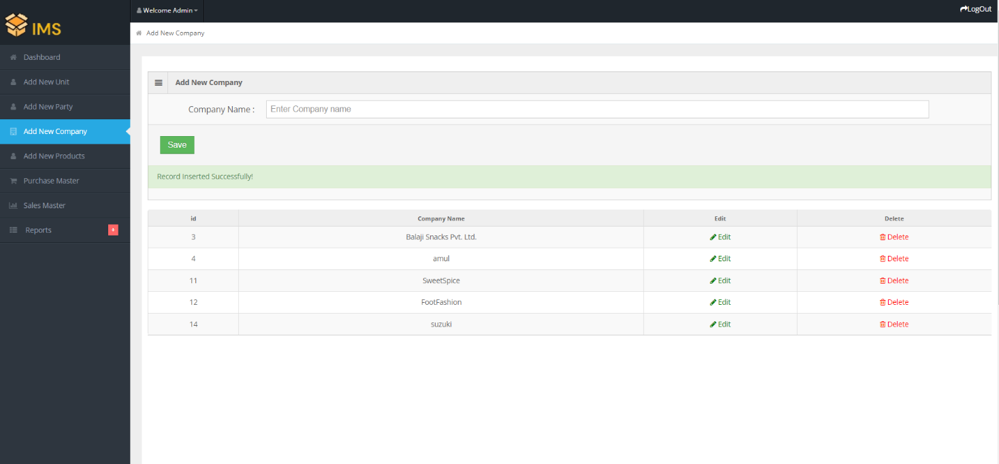 IMS
Welcome Admin
LogOut
Add New Company
Dashboard
Add New Unit
Add New Party
Add New Company
Add New Products
Purchase Master
Sales Master
Reports +
Add New Company
Company Name : Enter Company name
Save
Record Inserted Successfully!
id Company Name Edit Delete
3 Balaji Snacks Pvt. Ltd. Edit Delete
4 amul Edit Delete
11 SweetSpice Edit Delete
12 FootFashion Edit Delete
14 suzuki Edit Delete